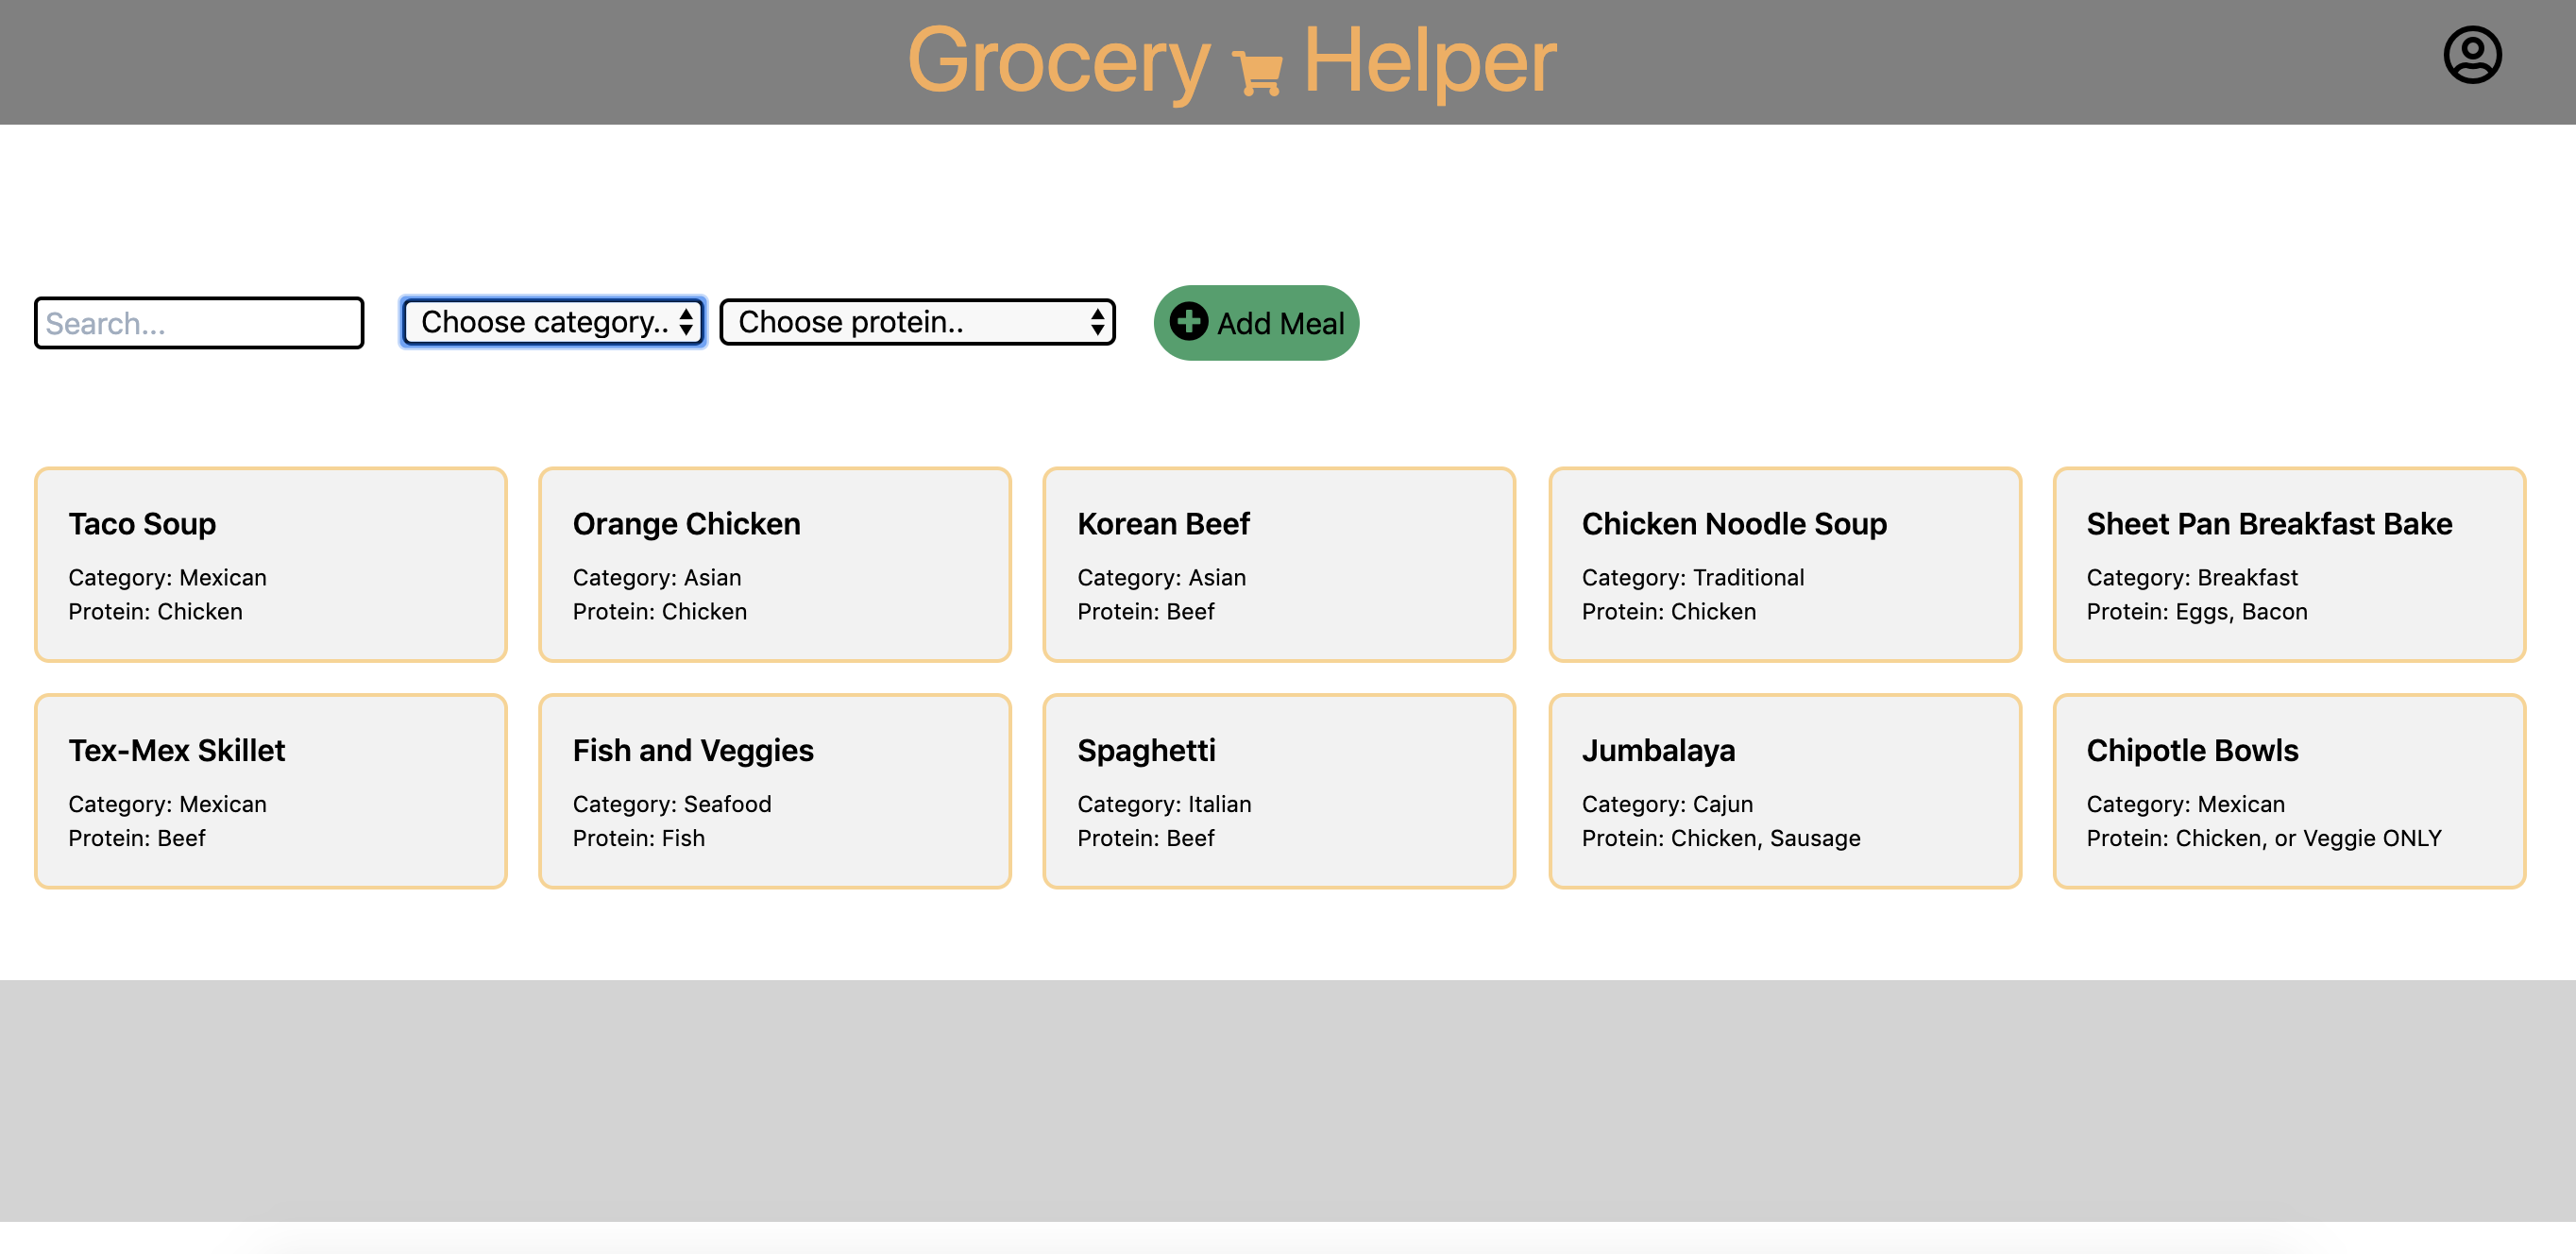 Grocery Helper
Search...
Choose category..
Choose protein..
Add Meal
Taco Soup
Category: Mexican
Protein: Chicken
Orange Chicken
Category: Asian
Protein: Chicken
Korean Beef
Category: Asian
Protein: Beef
Chicken Noodle Soup
Category: Traditional
Protein: Chicken
Sheet Pan Breakfast Bake
Category: Breakfast
Protein: Eggs, Bacon
Tex-Mex Skillet
Category: Mexican
Protein: Beef
Fish and Veggies
Category: Seafood
Protein: Fish
Spaghetti
Category: Italian
Protein: Beef
Jumbalaya
Category: Cajun
Protein: Chicken, Sausage
Chipotle Bowls
Category: Mexican
Protein: Chicken, or Veggie ONLY